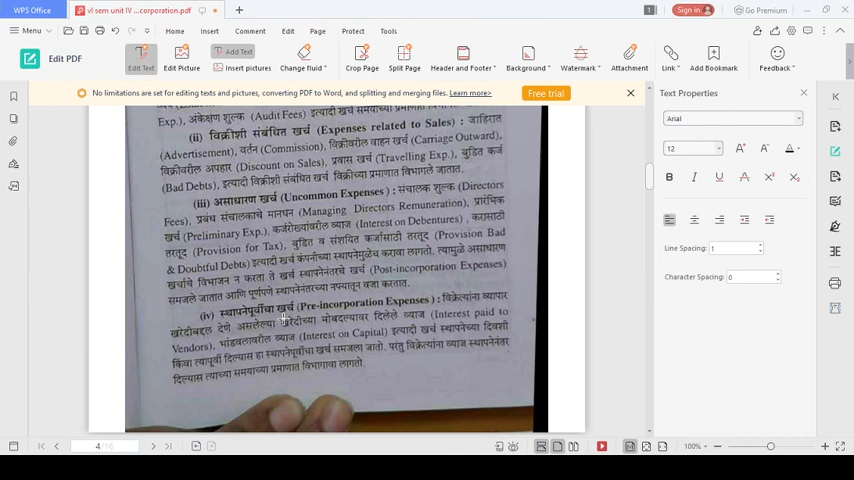 WPS Office
vl sem unit IV ...corporation.pdf
1
Sign in
Go Premium
Menu
Home
Insert
Comment
Edit
Page
Protect
Tools
Edit PDF
Edit Text
Edit Picture
Add Text
Insert pictures
Change fluid
Crop Page
Split Page
Header and Footer
Background
Watermark
Attachment
Link
Add Bookmark
Feedback
No limitations are set for editing texts and pictures, converting PDF to Word, and splitting and merging files. Learn more>
Free trial
Exp.), अंकेक्षण शुल्क (Audit Fees) इत्यादी खर्च समयाच्या प्रमाणात
(ii) विक्रीशी संबंधित खर्च (Expenses related to Sales) : जाहिरात
(Advertisement), वर्तन (Commission), विक्रीवरील वाहन खर्च (Carriage Outward),
विक्रीवरील अपहार (Discount on Sales), प्रवास खर्च (Travelling Exp.), बुडित कर्ज
(Bad Debts), इत्यादी विक्रीशी संबंधित खर्च विक्रीच्या प्रमाणात विभागले जातात.
(iii) असाधारण खर्च (Uncommon Expenses) : संचालक शुल्क (Directors
Fees), प्रबंध संचालकाचे मानधन (Managing Directors Remuneration), प्रारंभिक
खर्च (Preliminary Exp.), कर्जरोख्यांवरील व्याज (Interest on Debentures) , करासाठी
तरतूद (Provision for Tax), बुडित व संशयित कर्जासाठी तरतूद (Provision Bad
& Doubtful Debts) इत्यादी खर्च कंपनीच्या स्थापनेमुळेच करावा लागतो. त्यामुळे असाधारण
खर्चाचे विभाजन न करता ते खर्च स्थापनेनंतरचे खर्च (Post-incorporation Expenses)
समजले जातात आणि पूर्णपणे स्थापनेनंतरच्या नफ्यातून वजा करतात.
(iv) स्थापनेपूर्वीचा खर्च (Pre-incorporation Expenses) : विक्रेत्यांना व्यापार
खरेदीबद्दल देणे असलेल्या खरेदीच्या मोबदल्यावर दिलेले व्याज (Interest paid to
Vendors), भांडवलावरील व्याज (Interest on Capital) इत्यादी खर्च स्थापनेच्या दिवशी
किंवा त्यापूर्वी दिल्यास हा स्थापनेपूर्वीचा खर्च समजला जातो. परंतु विक्रेत्यांना व्याज स्थापनेनंतर
दिल्यास त्याच्या समयाच्या प्रमाणात विभागावा लागतो.
Text Properties
Arial
12
B I U A X² X₂
Line Spacing: 1
Character Spacing: 0
4/16
100%